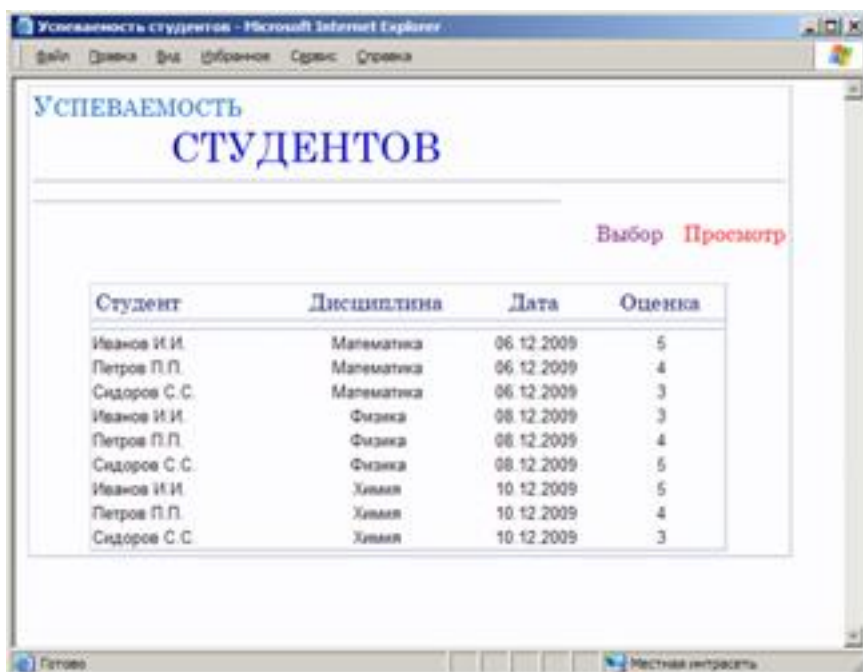 Успеваемость студентов - Microsoft Internet Explorer
Файл Правка Вид Избранное Сервис Справка
УСПЕВАЕМОСТЬ
СТУДЕНТОВ
Выбор Просмотр
Студент Дисциплина Дата Оценка
Иванов И.И. Математика 06.12.2009 5
Петров П.П. Математика 06.12.2009 4
Сидоров С.С. Математика 06.12.2009 3
Иванов И.И. Физика 08.12.2009 3
Петров П.П. Физика 08.12.2009 4
Сидоров С.С. Физика 08.12.2009 5
Иванов И.И. Химия 10.12.2009 5
Петров П.П. Химия 10.12.2009 4
Сидоров С.С. Химия 10.12.2009 3
Готово Местная интрасеть